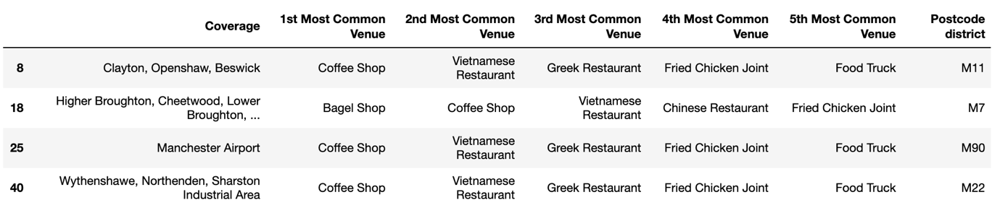 Coverage 1st Most Common Venue 2nd Most Common Venue 3rd Most Common Venue 4th Most Common Venue 5th Most Common Venue Postcode district
8 Clayton, Openshaw, Beswick Coffee Shop Vietnamese Restaurant Greek Restaurant Fried Chicken Joint Food Truck M11
18 Higher Broughton, Cheetwood, Lower Broughton, ... Bagel Shop Coffee Shop Vietnamese Restaurant Chinese Restaurant Fried Chicken Joint M7
25 Manchester Airport Coffee Shop Vietnamese Restaurant Greek Restaurant Fried Chicken Joint Food Truck M90
40 Wythenshawe, Northenden, Sharston Industrial Area Coffee Shop Vietnamese Restaurant Greek Restaurant Fried Chicken Joint Food Truck M22